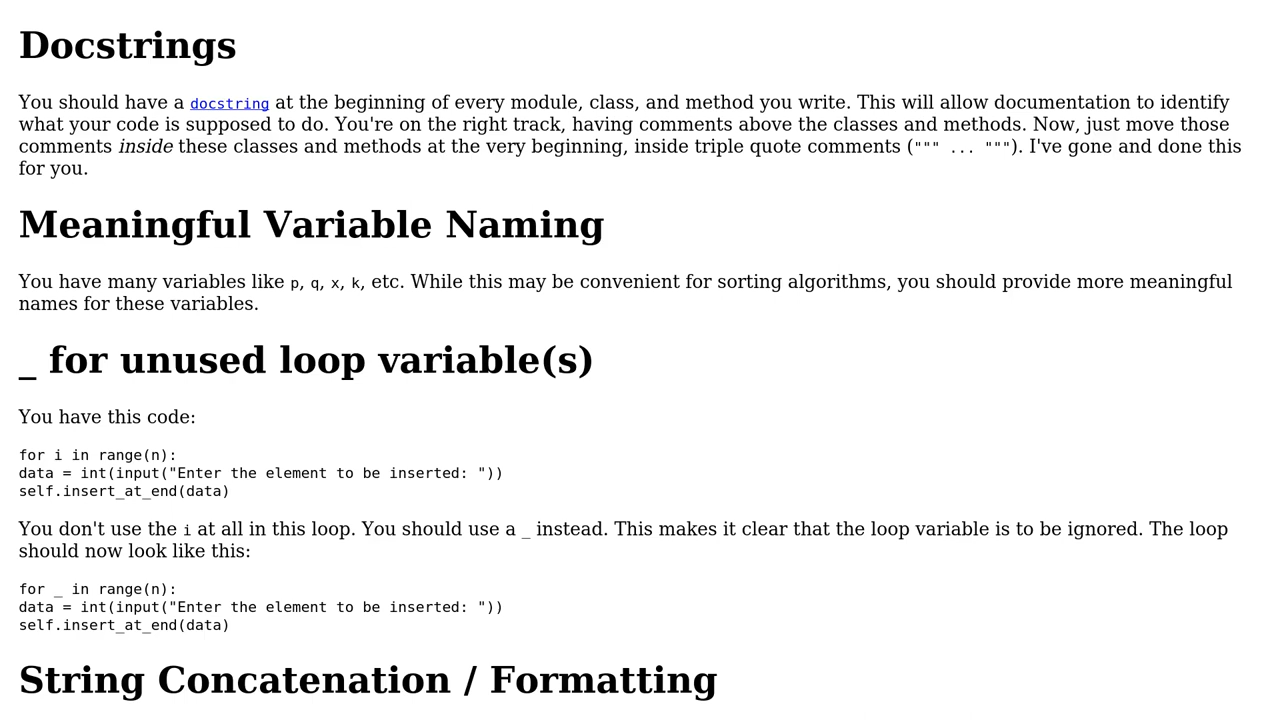 Docstrings
You should have a docstring at the beginning of every module, class, and method you write. This will allow documentation to identify
what your code is supposed to do. You're on the right track, having comments above the classes and methods. Now, just move those
comments inside these classes and methods at the very beginning, inside triple quote comments (""" ... """). I've gone and done this
for you.
Meaningful Variable Naming
You have many variables like p, q, x, k, etc. While this may be convenient for sorting algorithms, you should provide more meaningful
names for these variables.
_ for unused loop variable(s)
You have this code:
for i in range(n):
data = int(input("Enter the element to be inserted: "))
self.insert_at_end(data)
You don't use the i at all in this loop. You should use a _ instead. This makes it clear that the loop variable is to be ignored. The loop
should now look like this:
for _ in range(n):
data = int(input("Enter the element to be inserted: "))
self.insert_at_end(data)
String Concatenation / Formatting